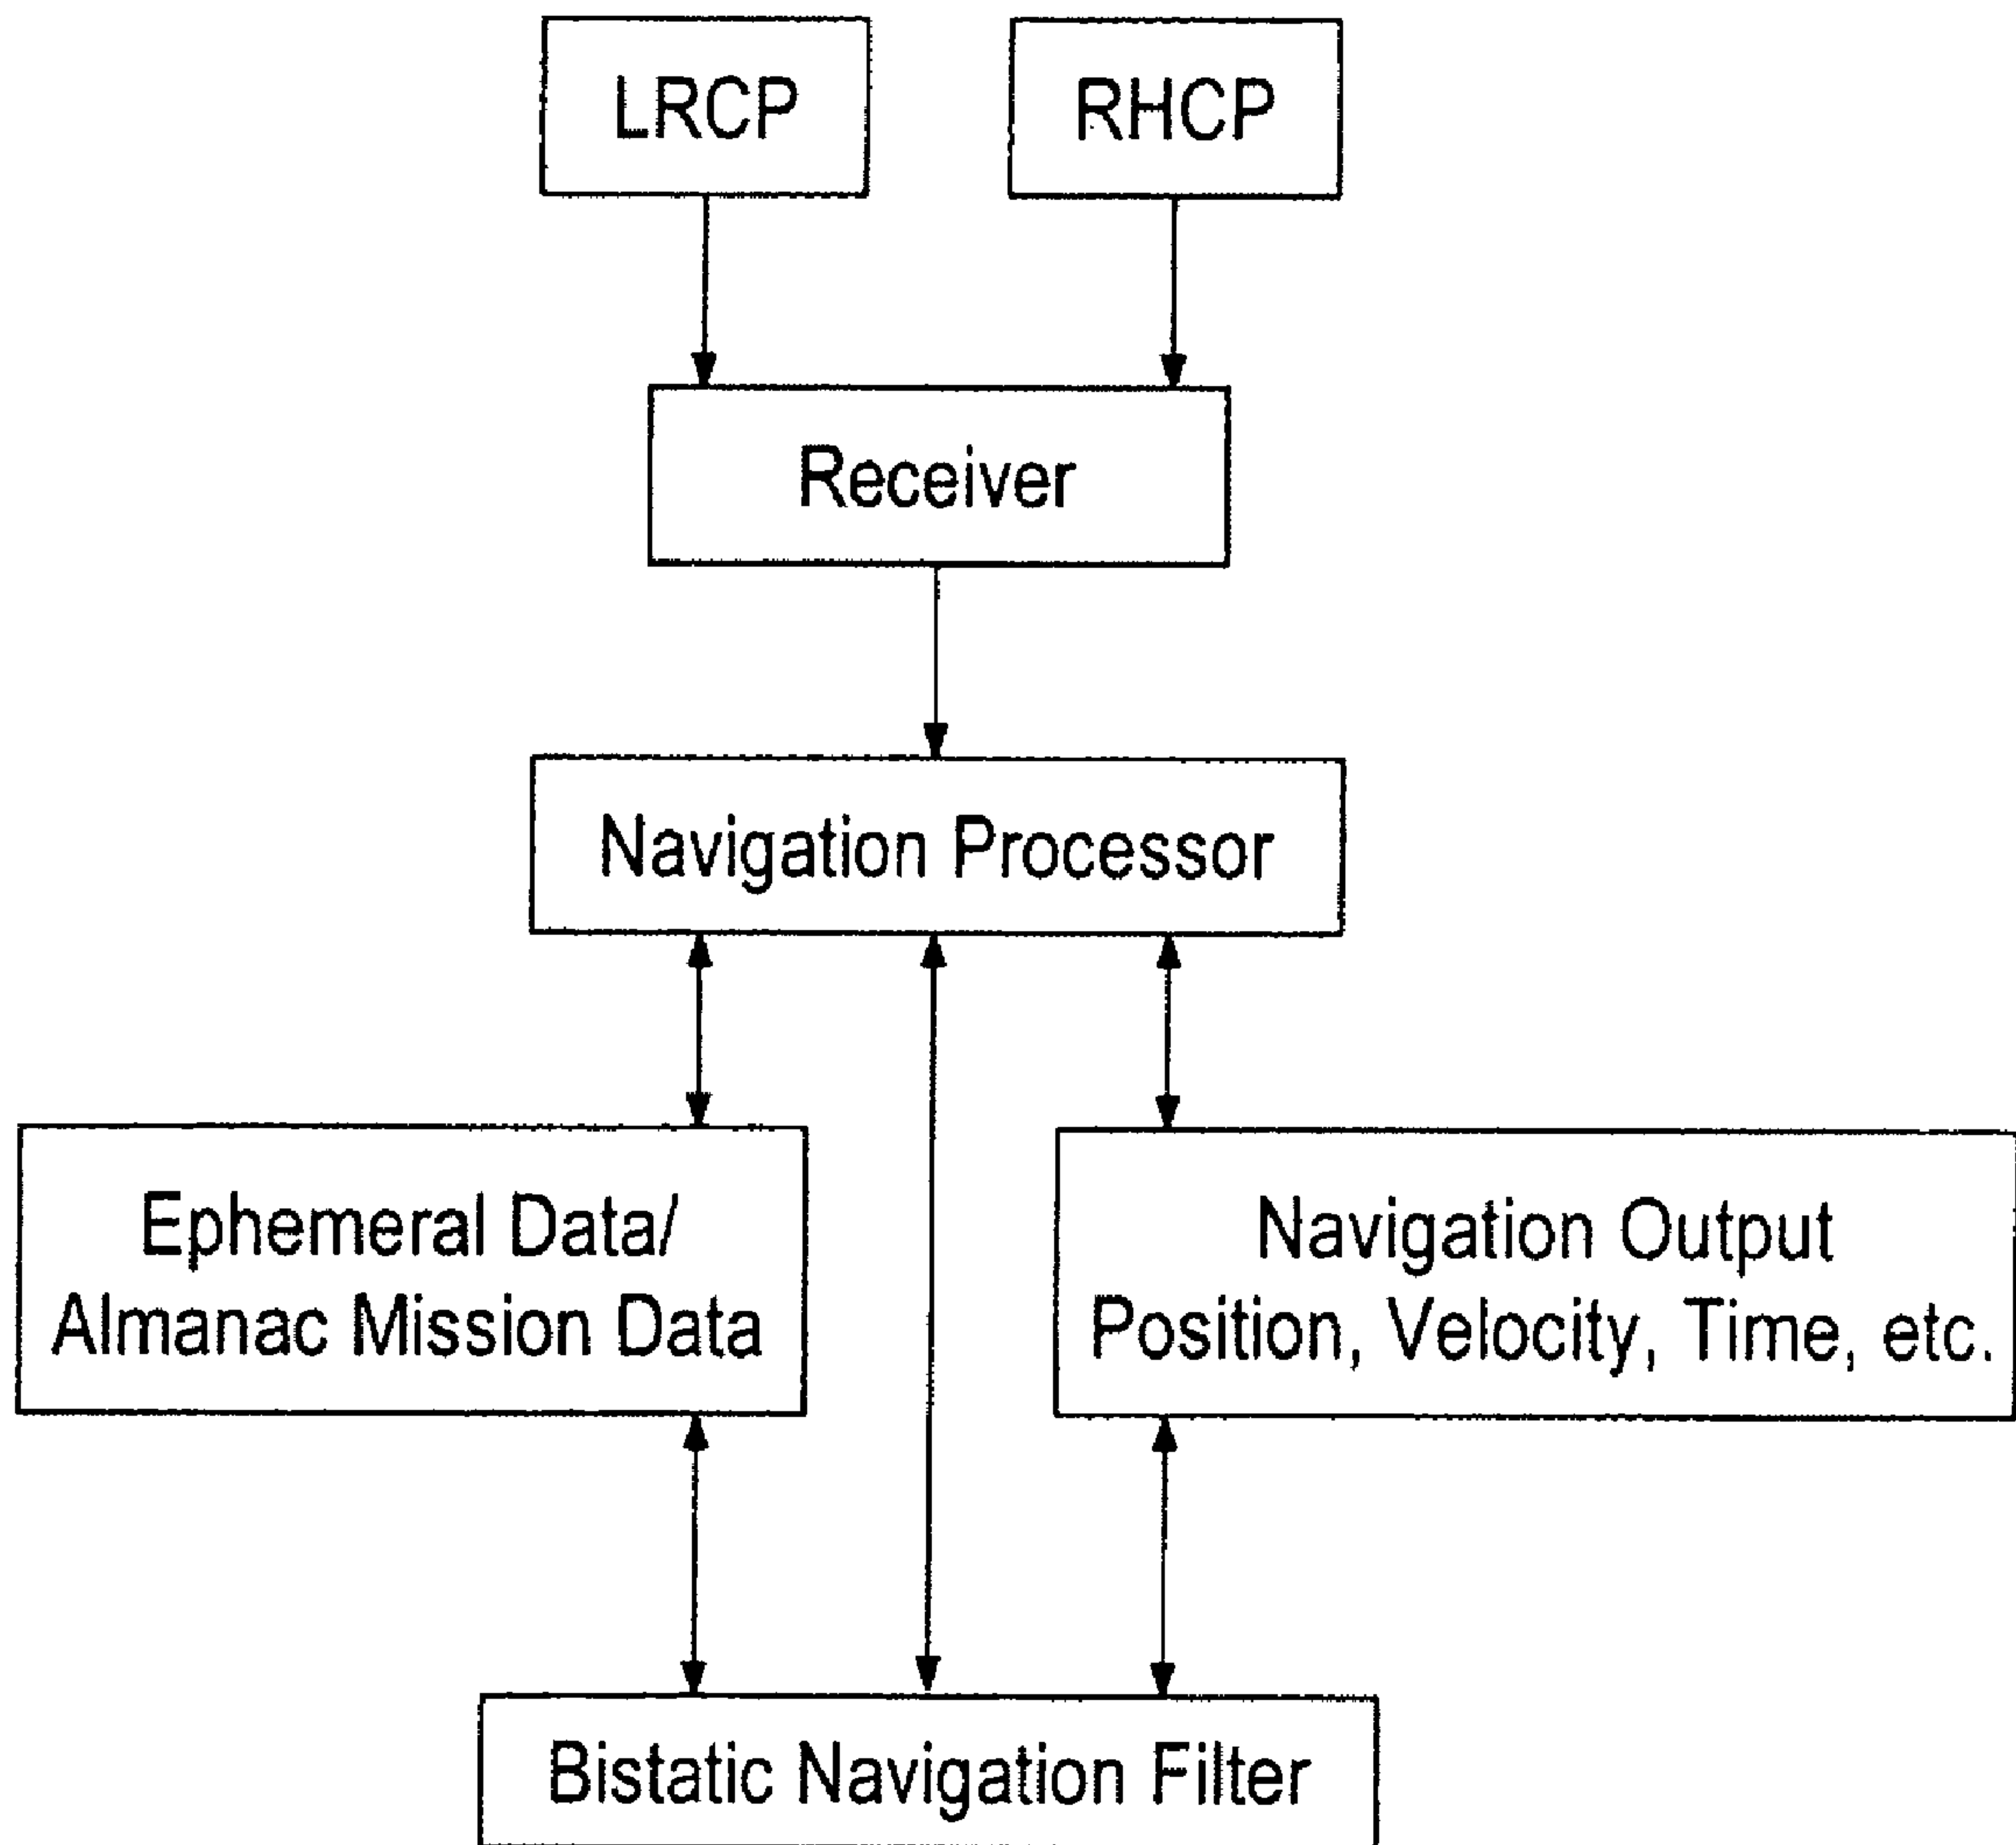 LRCP
RHCP
Receiver
Navigation Processor
Ephemeral Data/
Almanac Mission Data
Navigation Output
Position, Velocity, Time, etc.
Bistatic Navigation Filter